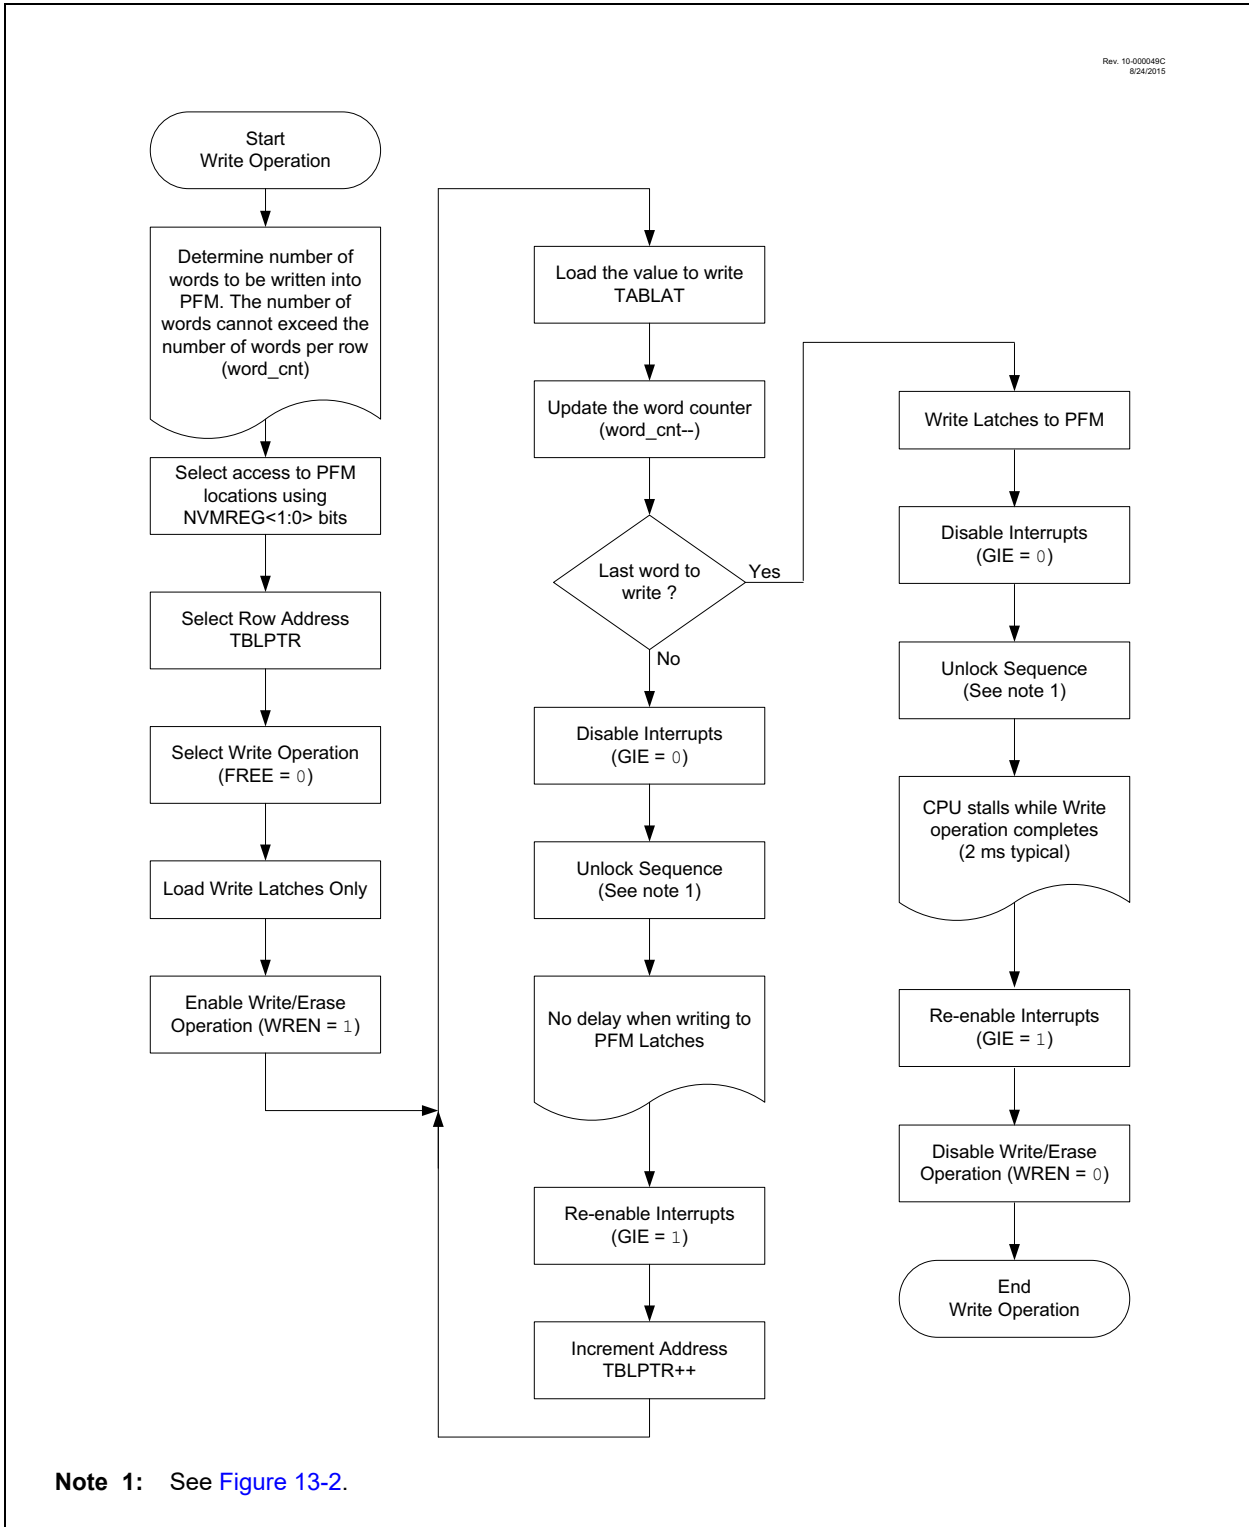 Rev. 10-000049C
8/24/2015
Start
Write Operation
Determine number of
words to be written into
PFM. The number of
words cannot exceed the
number of words per row
(word_cnt)
Select access to PFM
locations using
NVMREG<1:0> bits
Select Row Address
TBLPTR
Select Write Operation
(FREE = 0)
Load Write Latches Only
Enable Write/Erase
Operation (WREN = 1)
Load the value to write
TABLAT
Update the word counter
(word_cnt--)
Last word to
write ?
Yes
No
Disable Interrupts
(GIE = 0)
Unlock Sequence
(See note 1)
No delay when writing to
PFM Latches
Re-enable Interrupts
(GIE = 1)
Increment Address
TBLPTR++
Write Latches to PFM
Disable Interrupts
(GIE = 0)
Unlock Sequence
(See note 1)
CPU stalls while Write
operation completes
(2 ms typical)
Re-enable Interrupts
(GIE = 1)
Disable Write/Erase
Operation (WREN = 0)
End
Write Operation
Note 1: See Figure 13-2.